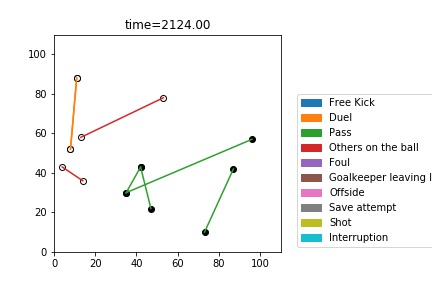 time=2124.00
100
80
60
40
20
0
0 20 40 60 80 100
Free Kick
Duel
Pass
Others on the ball
Foul
Goalkeeper leaving l
Offside
Save attempt
Shot
Interruption